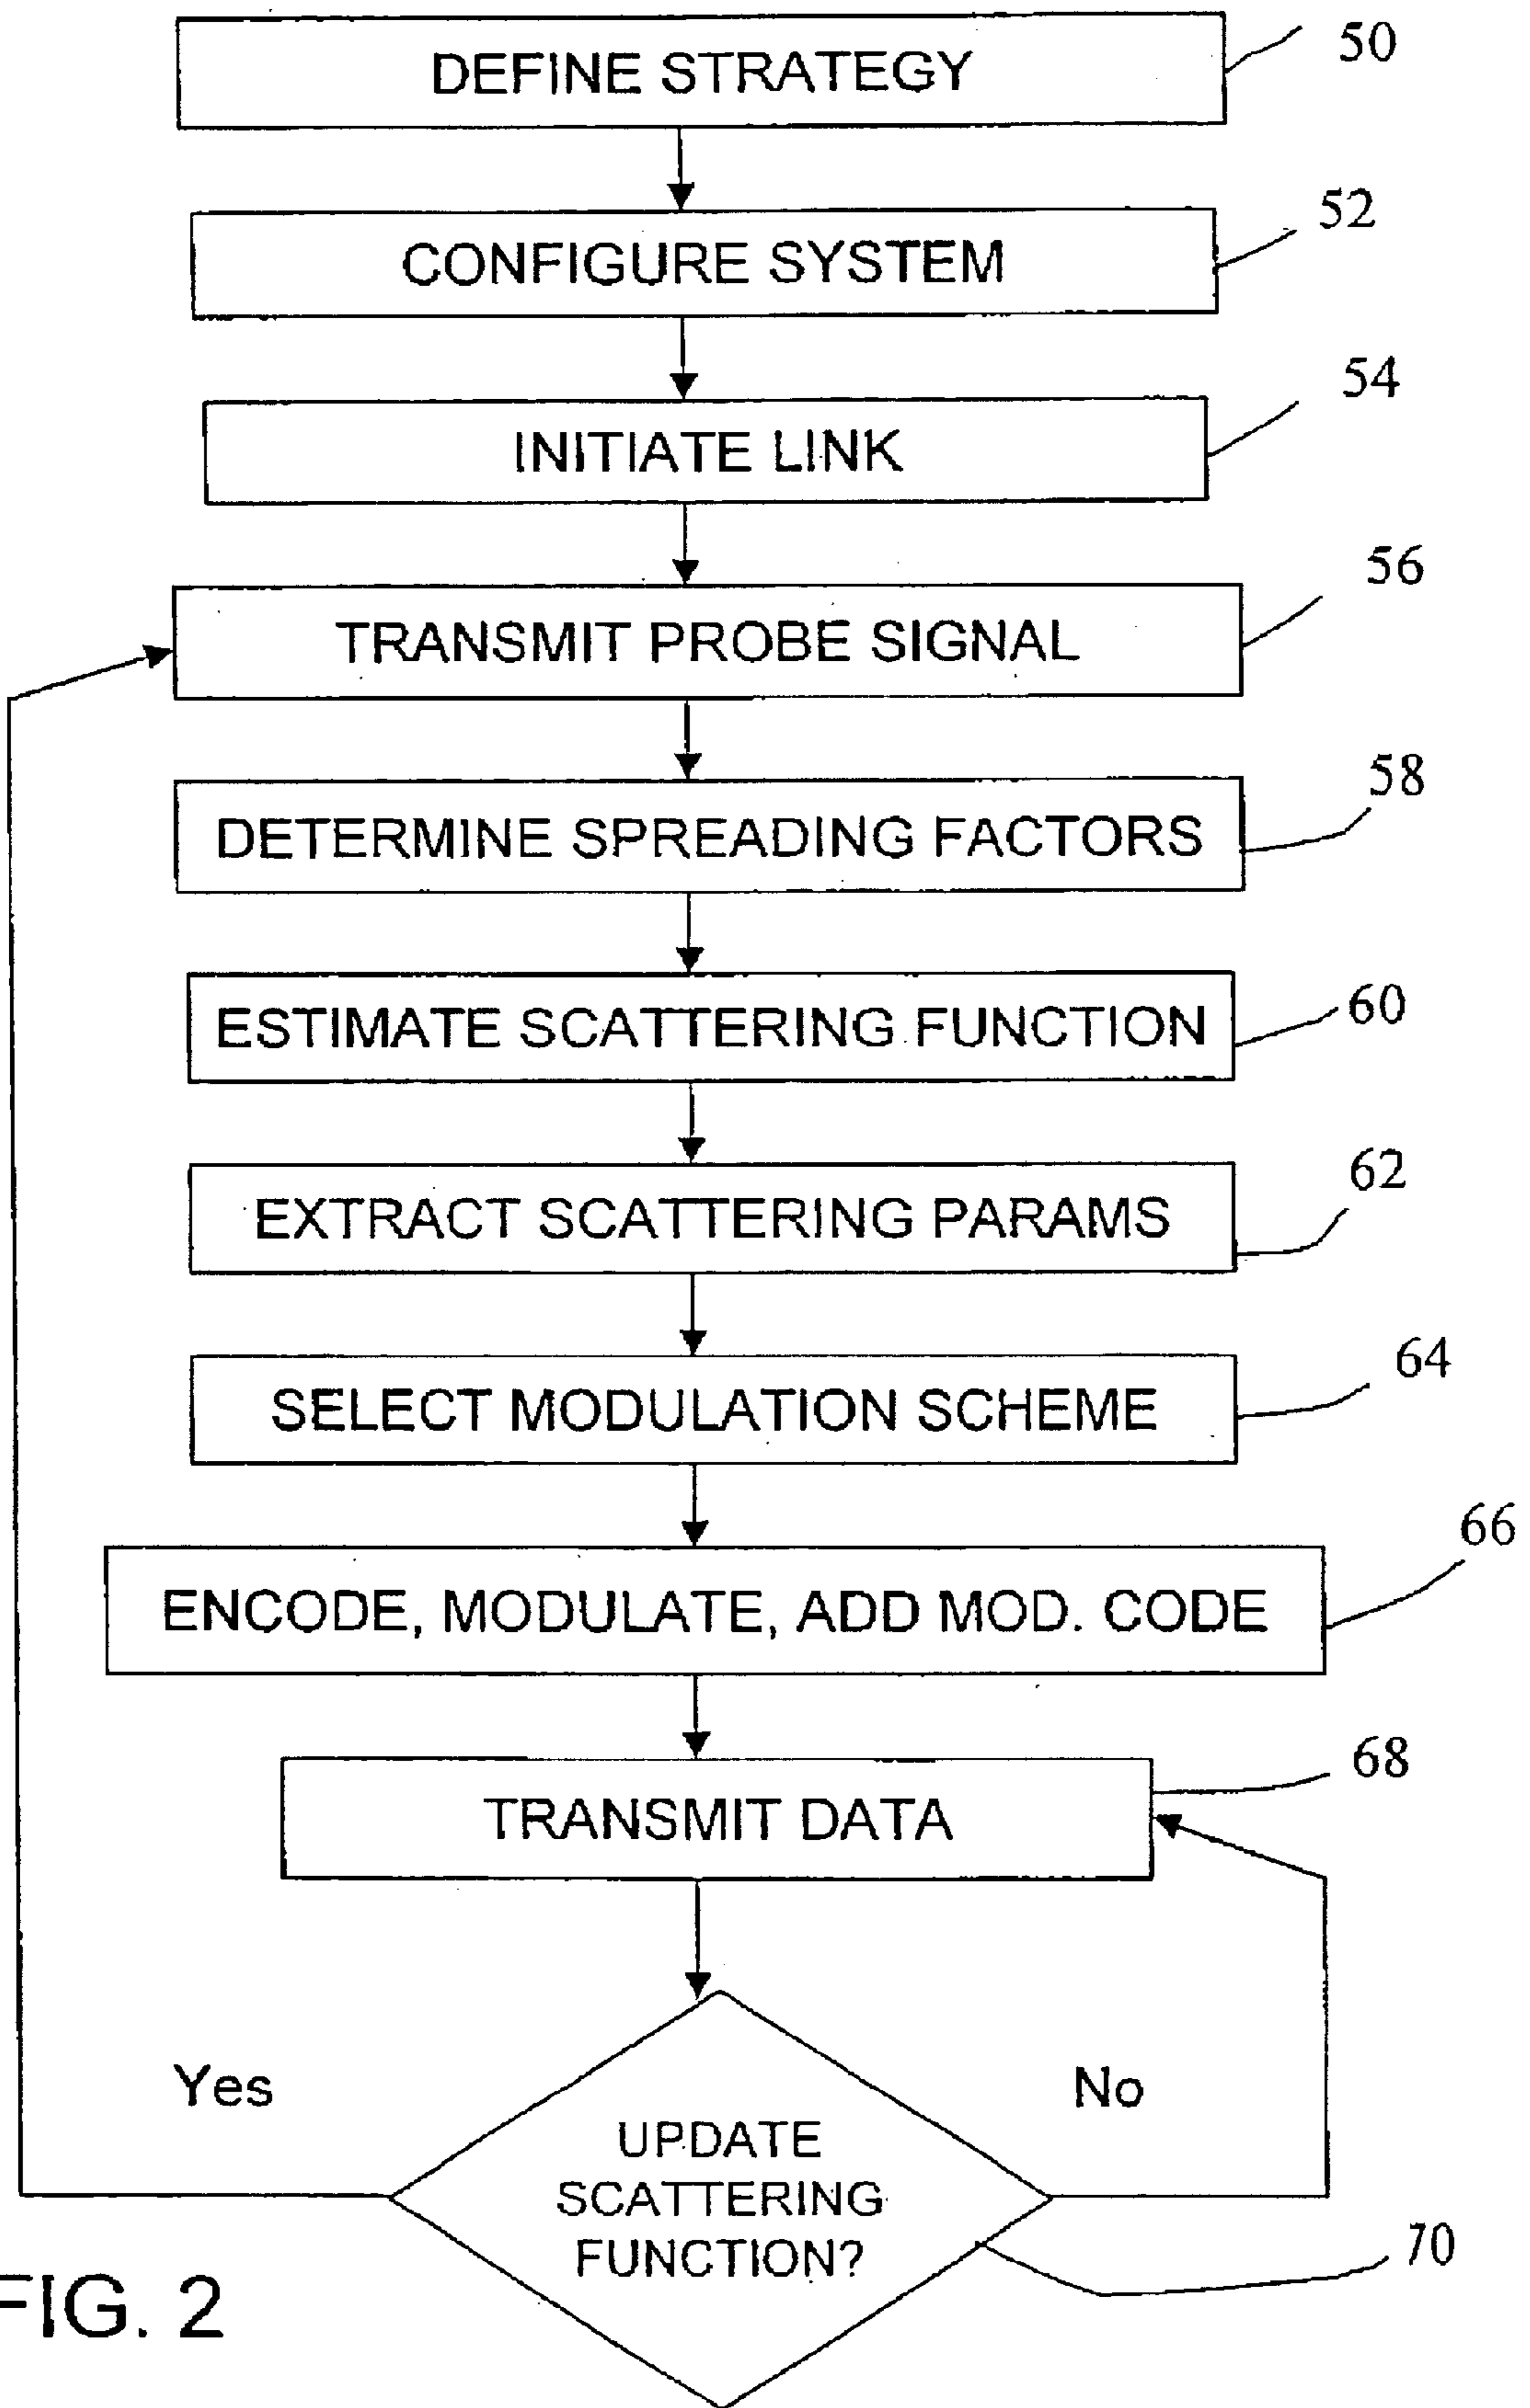 DEFINE STRATEGY
50
CONFIGURE SYSTEM
52
INITIATE LINK
54
TRANSMIT PROBE SIGNAL
56
DETERMINE SPREADING FACTORS
58
ESTIMATE SCATTERING FUNCTION
60
EXTRACT SCATTERING PARAMS
62
SELECT MODULATION SCHEME
64
ENCODE, MODULATE, ADD MOD. CODE
66
TRANSMIT DATA
68
Yes
No
UPDATE
SCATTERING
FUNCTION?
70
FIG. 2